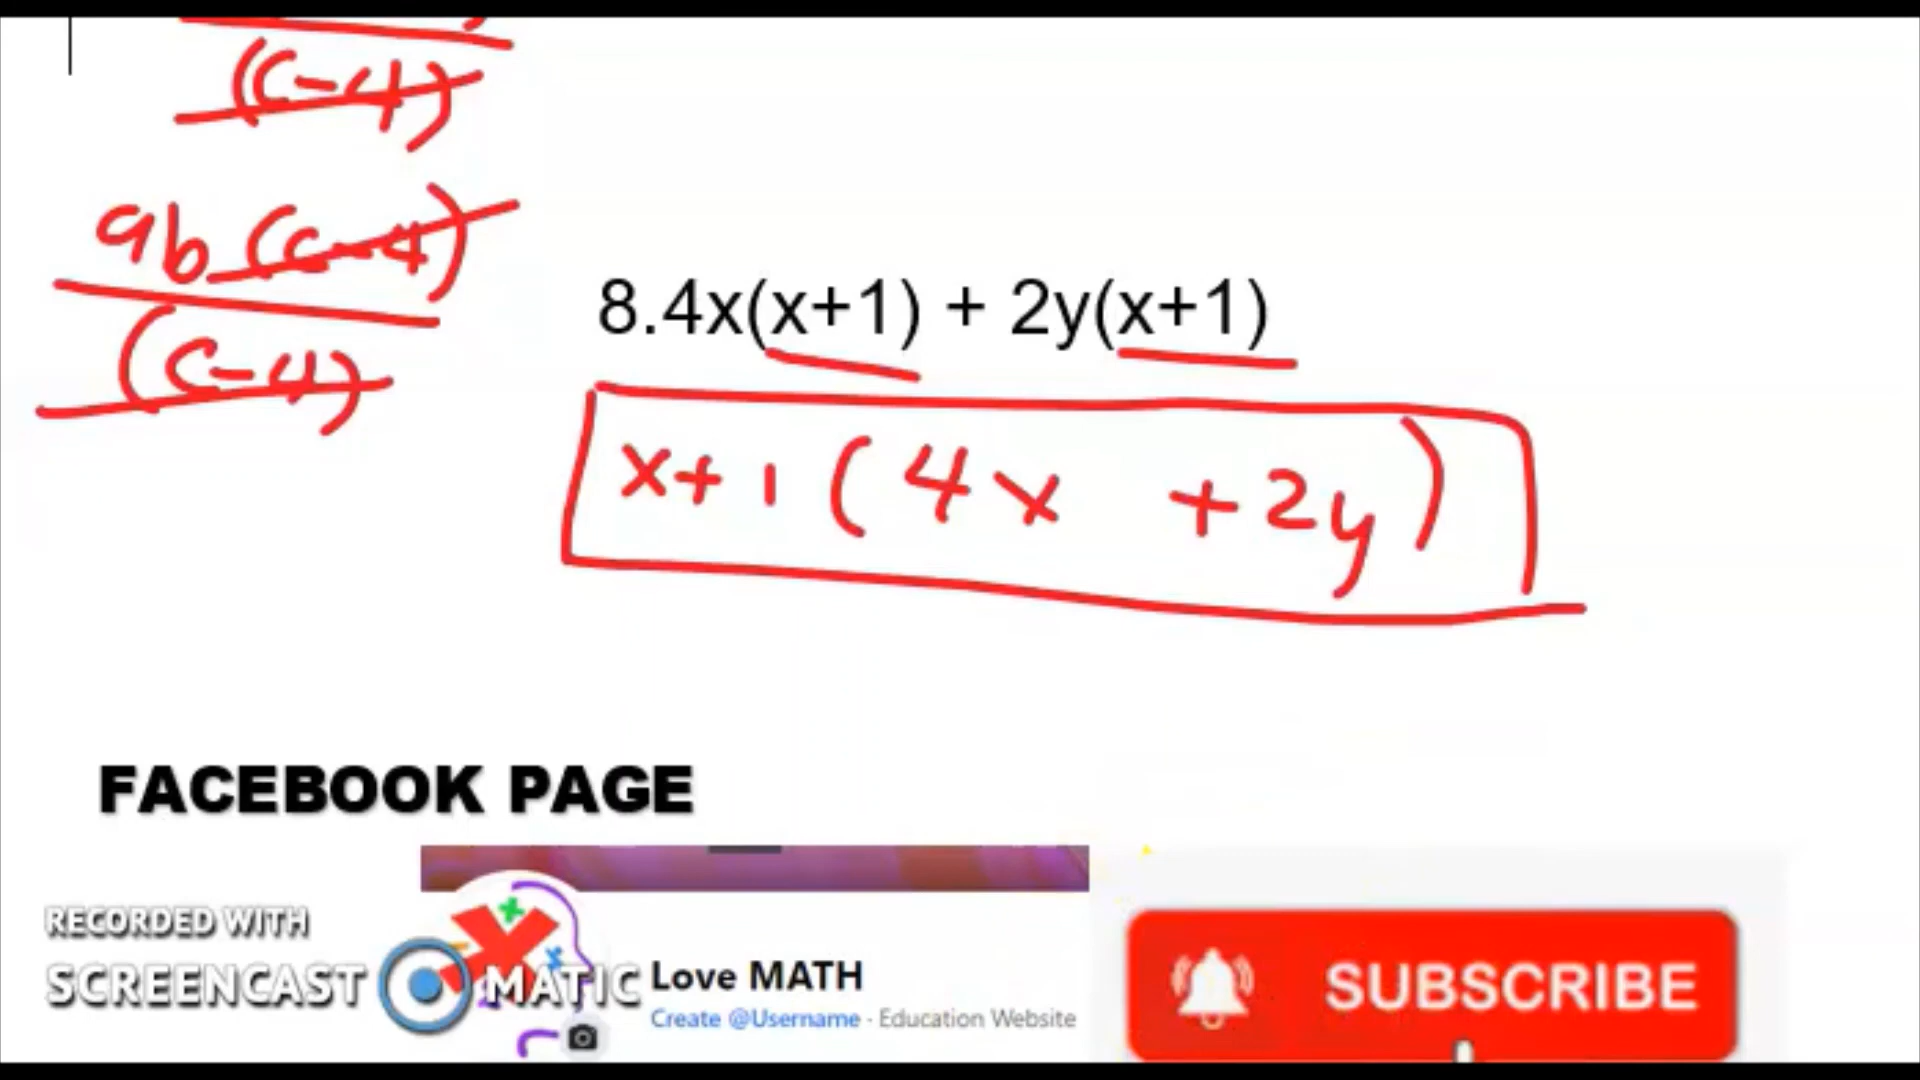 (c-4)
ab (c-4)
(c-4)
8.4x(x+1) + 2y(x+1)
x+1 (4x +2y)
FACEBOOK PAGE
RECORDED WITH
SCREENCAST MATIC
Love MATH
Create @Username · Education Website
SUBSCRIBE